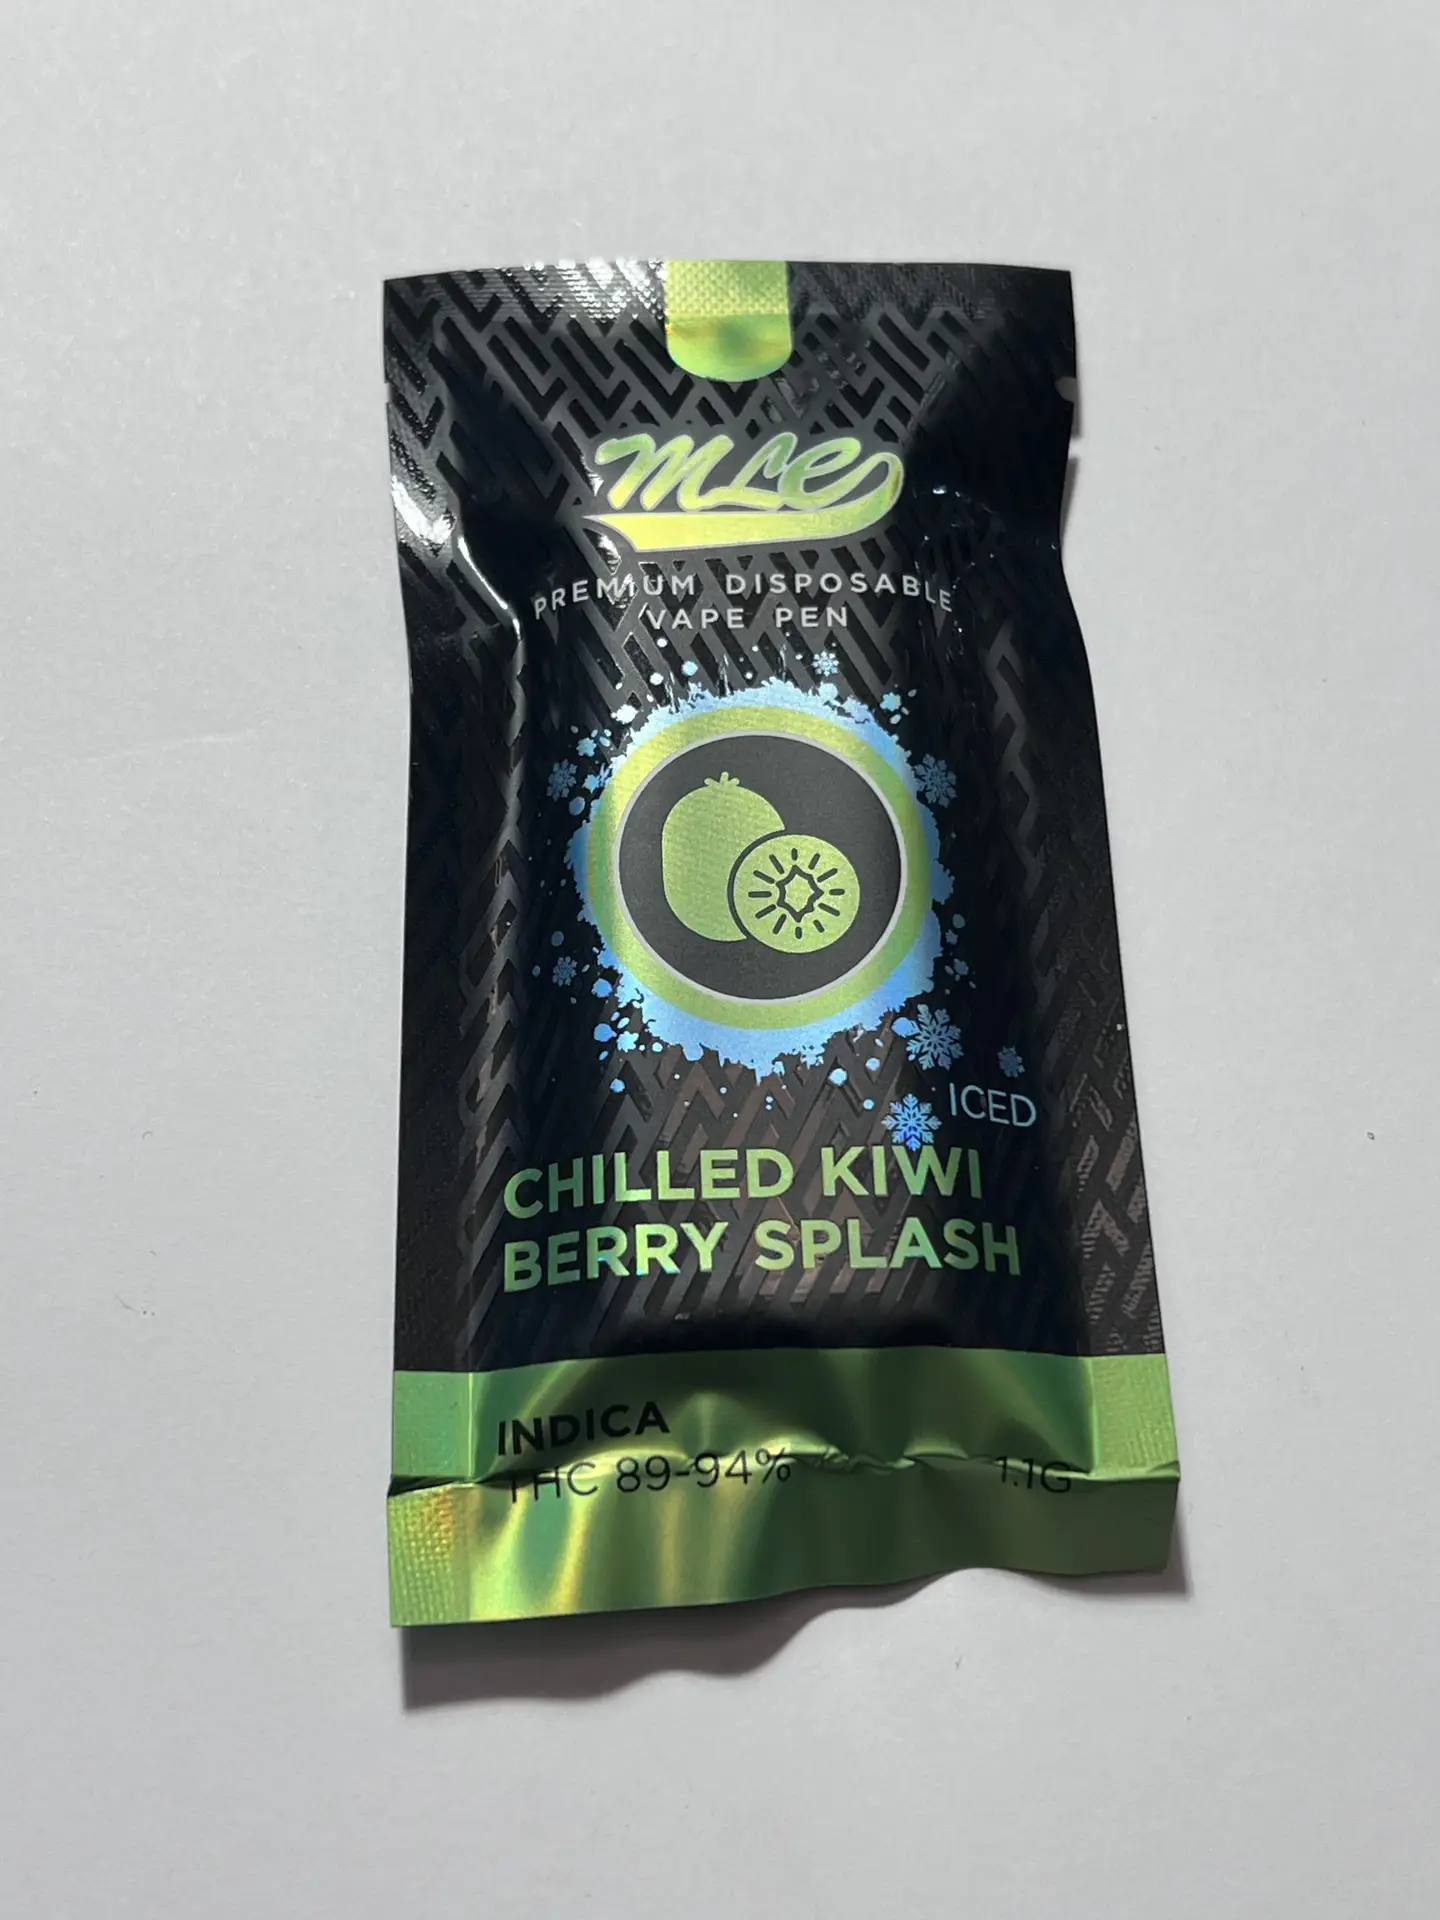 MLE
PREMIUM DISPOSABLE
VAPE PEN
ICED
CHILLED KIWI
BERRY SPLASH
INDICA
THC 89-94% 1.1G